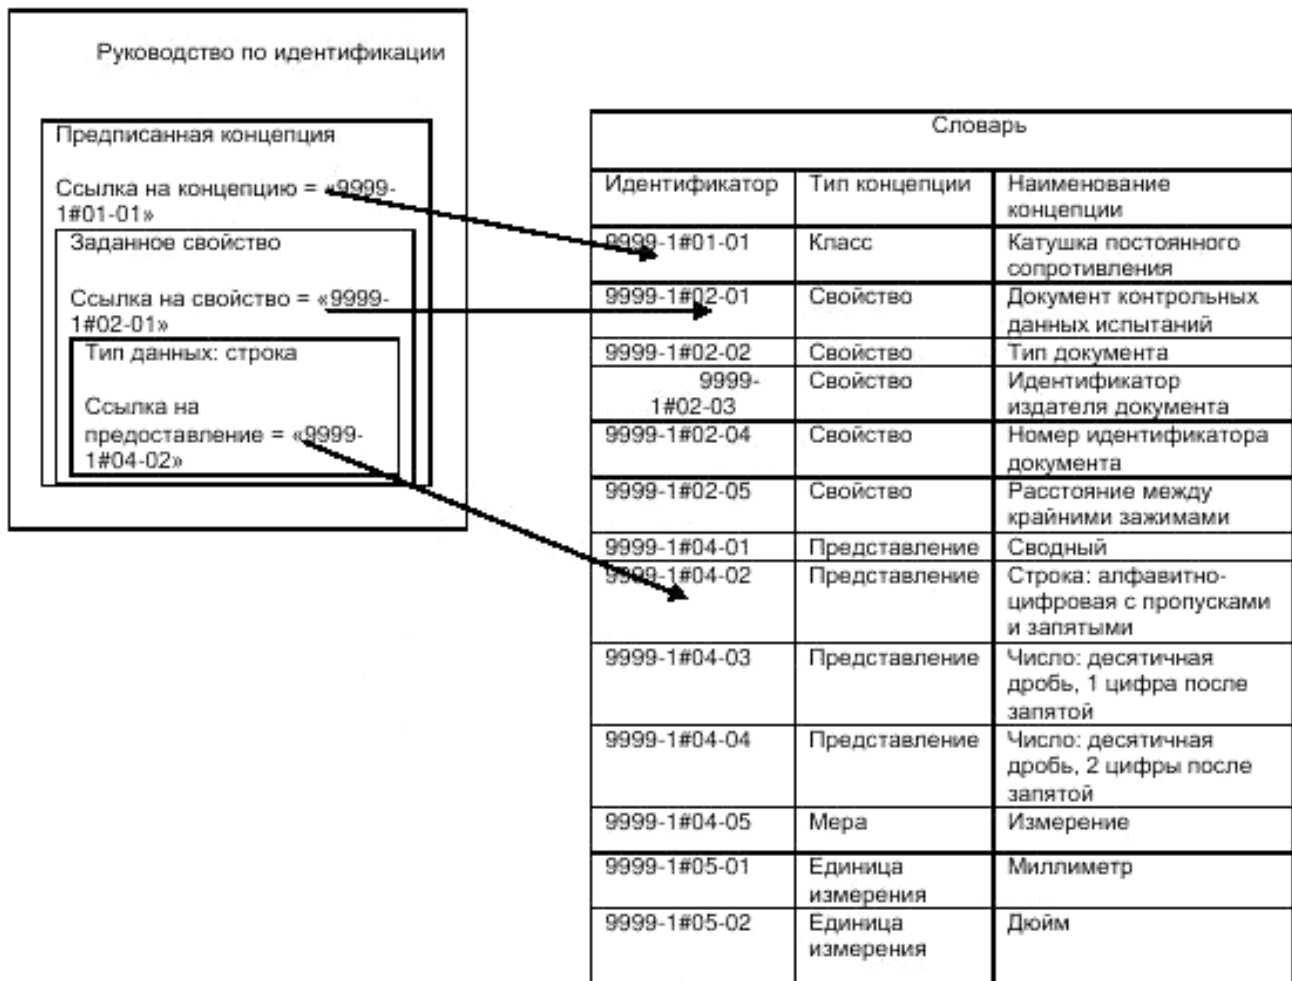 Руководство по идентификации
Предписанная концепция
Ссылка на концепцию = «9999-
1#01-01»
Заданное свойство
Ссылка на свойство = «9999-
1#02-01»
Тип данных: строка
Ссылка на
предоставление = «9999-
1#04-02»
Словарь
Идентификатор Тип концепции Наименование
концепции
9999-1#01-01 Класс Катушка постоянного
сопротивления
9999-1#02-01 Свойство Документ контрольных
данных испытаний
9999-1#02-02 Свойство Тип документа
9999- Свойство Идентификатор
1#02-03 издателя документа
9999-1#02-04 Свойство Номер идентификатора
документа
9999-1#02-05 Свойство Расстояние между
крайними зажимами
9999-1#04-01 Представление Сводный
9999-1#04-02 Представление Строка: алфавитно-
цифровая с пропусками
и запятыми
9999-1#04-03 Представление Число: десятичная
дробь, 1 цифра после
запятой
9999-1#04-04 Представление Число: десятичная
дробь, 2 цифры после
запятой
9999-1#04-05 Мера Измерение
9999-1#05-01 Единица Миллиметр
измерения
9999-1#05-02 Единица Дюйм
измерения